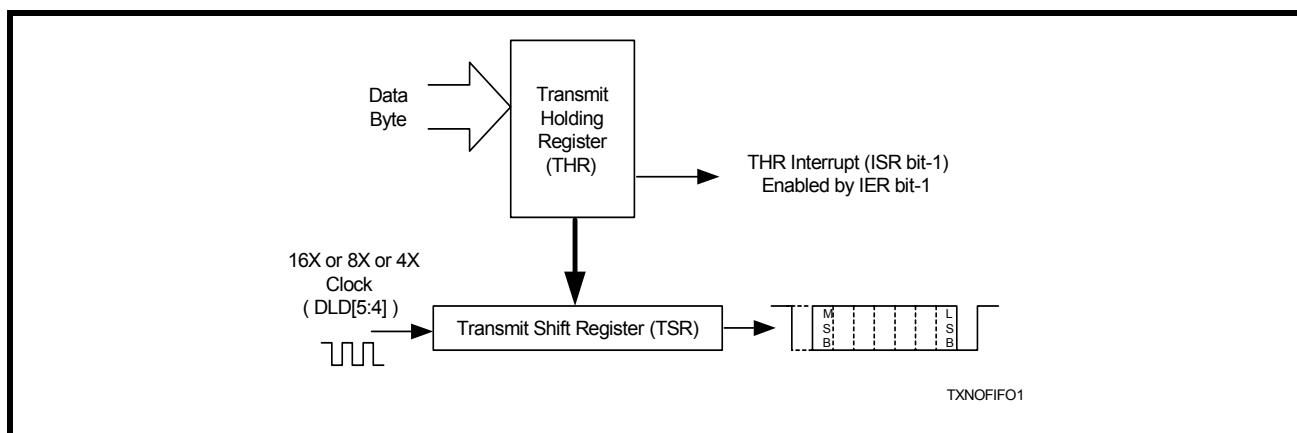 Data
Byte
Transmit
Holding
Register
(THR)
THR Interrupt (ISR bit-1)
Enabled by IER bit-1
16X or 8X or 4X
Clock
( DLD[5:4] )
Transmit Shift Register (TSR)
M
S
B
L
S
B
TXNOFIFO1